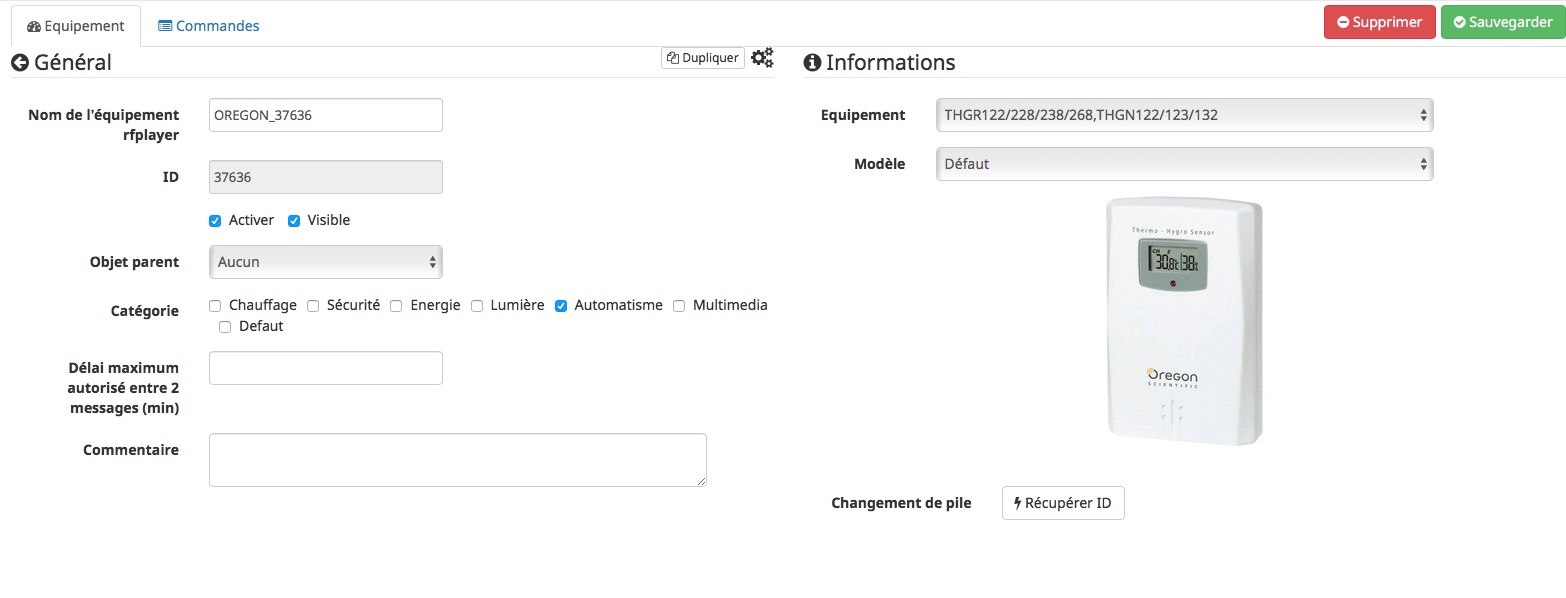 Equipement
Commandes
Supprimer
Sauvegarder
Général
Dupliquer
Informations
Nom de l'équipement
rfplayer
OREGON_37636
ID
37636
Activer
Visible
Objet parent
Aucun
Catégorie
Chauffage
Sécurité
Energie
Lumière
Automatisme
Multimedia
Defaut
Délai maximum
autorisé entre 2
messages (min)
Commentaire
Equipement
THGR122/228/238/268,THGN122/123/132
Modèle
Défaut
Thermo - Hygro Sensor
CH 2
30.8c 38%
Oregon
SCIENTIFIC
Changement de pile
Récupérer ID